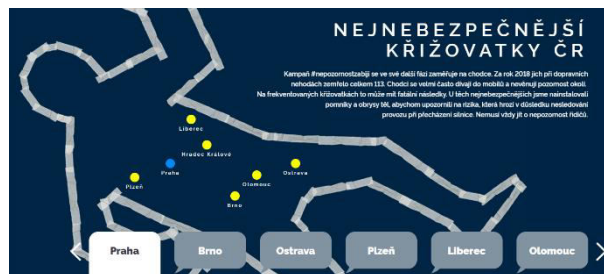 NEJNEBEZPEČNĚJŠÍ
KŘIŽOVATKY ČR
Kampaň #nepozornostzabiji se ve své další fázi zaměřuje na chodce. Za rok 2018 jich při dopravních
nehodách zemřelo celkem 113. Chodci se velmi často dívají do mobilů a nevěnují pozornost okolí.
Na frekventovaných křižovatkách to může mít fatální následky. U těch nejnebezpečnějších jsme nainstalovali
pomníky a obrysy těl, abychom upozornili na rizika, která hrozí v důsledku nesledování
provozu při přecházení silnice. Nemusí vždy jít o nepozornost řidičů.
Liberec
Hradec Králové
Praha
Ostrava
Plzeň
Olomouc
Brno
Praha
Brno
Ostrava
Plzeň
Liberec
Olomouc